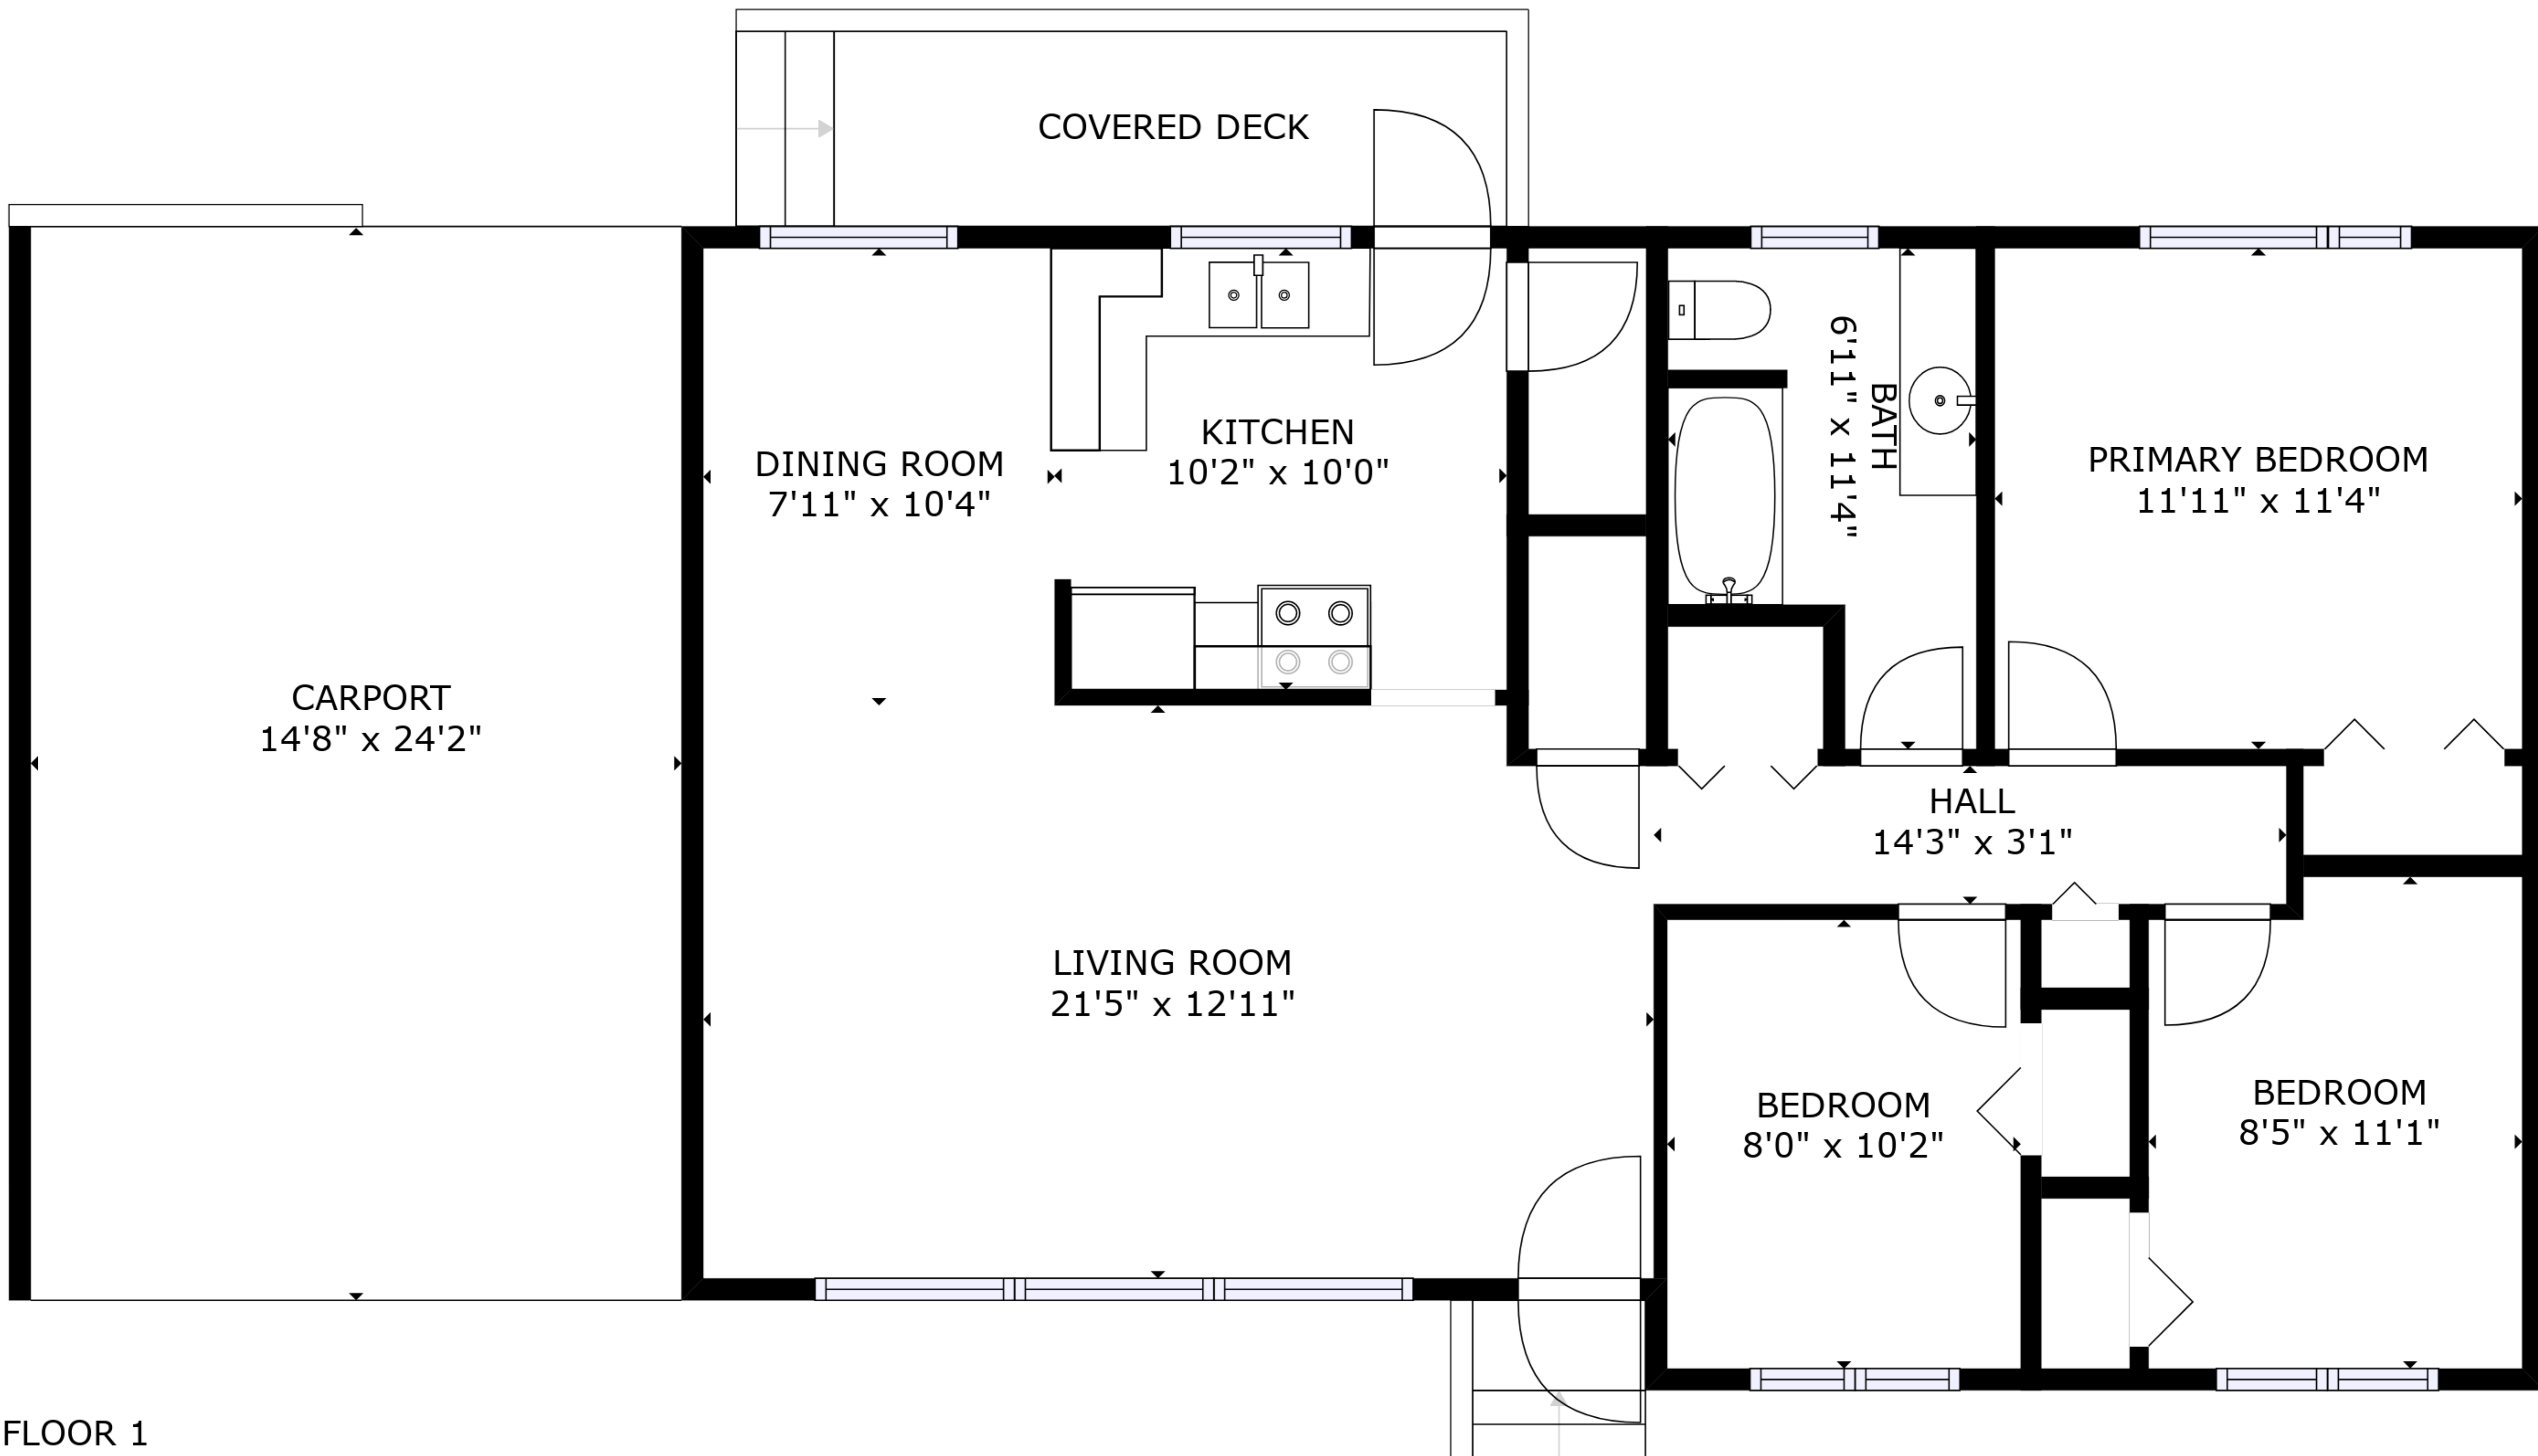 COVERED DECK
DINING ROOM
7'11" x 10'4"
KITCHEN
10'2" x 10'0"
BATH
6'11" x 11'4"
PRIMARY BEDROOM
11'11" x 11'4"
CARPORT
14'8" x 24'2"
HALL
14'3" x 3'1"
LIVING ROOM
21'5" x 12'11"
BEDROOM
8'0" x 10'2"
BEDROOM
8'5" x 11'1"
FLOOR 1